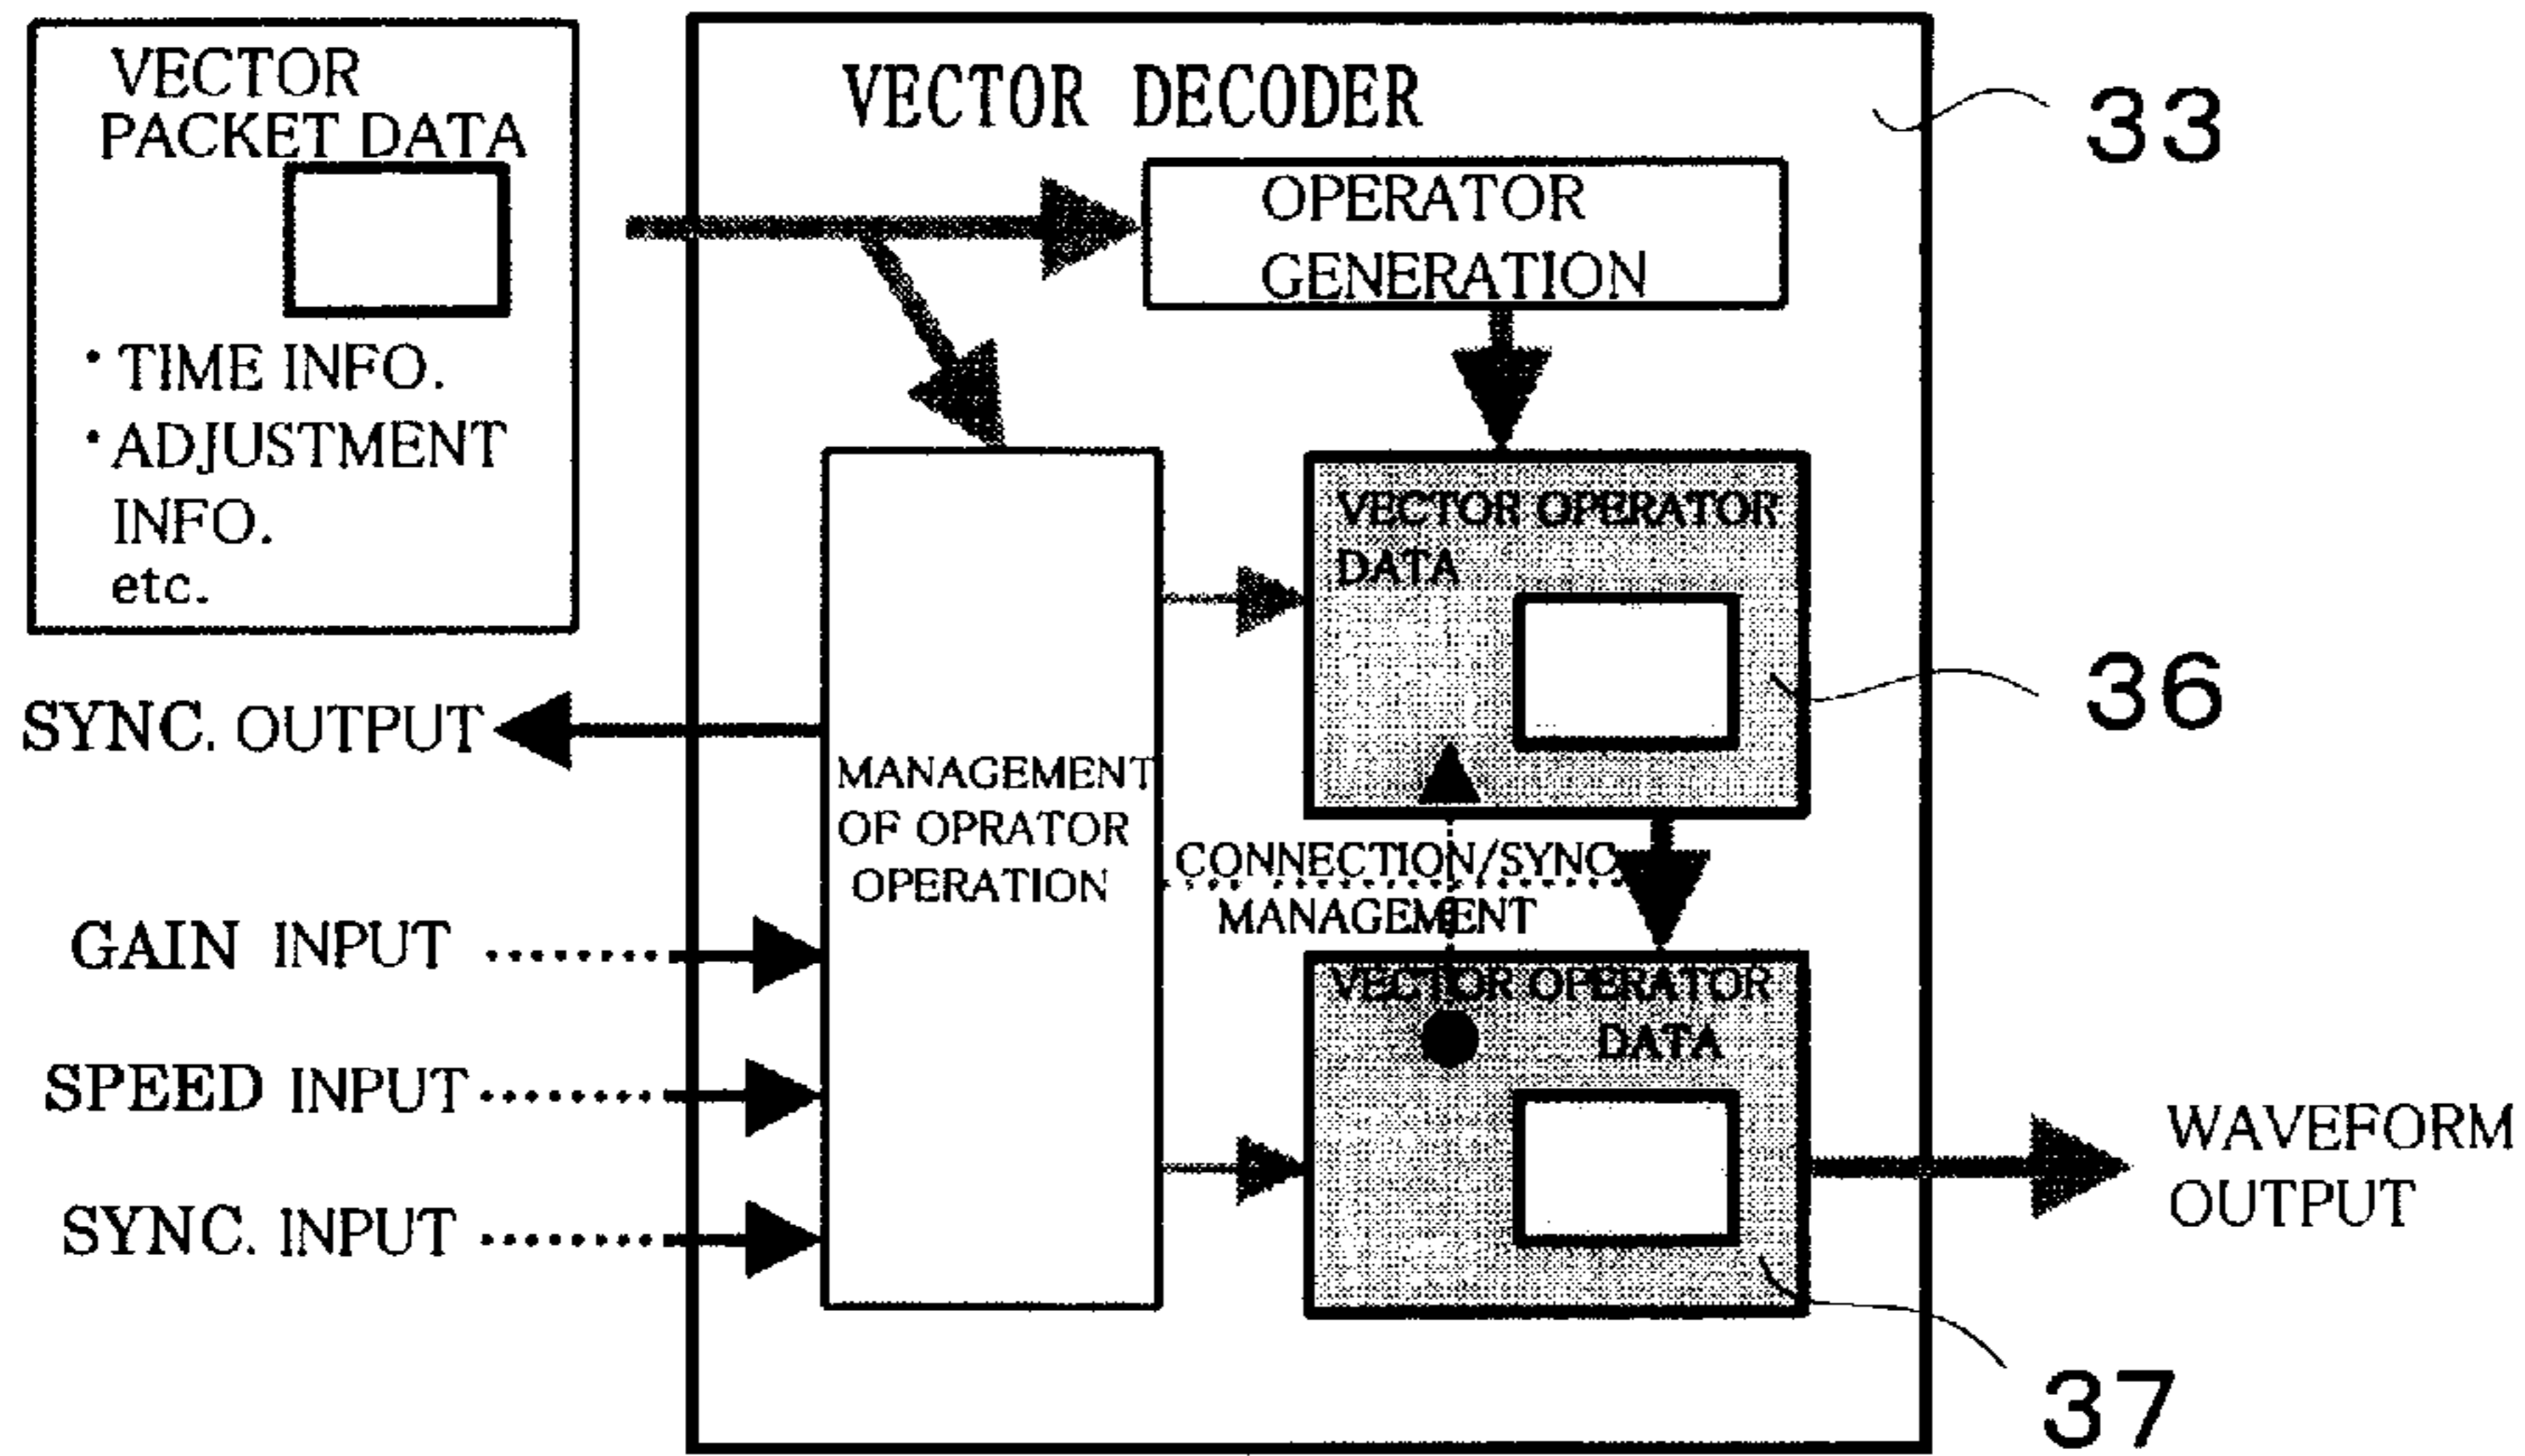 VECTOR
PACKET DATA
· TIME INFO.
· ADJUSTMENT
INFO.
etc.
VECTOR DECODER
33
OPERATOR
GENERATION
VECTOR OPERATOR
DATA
36
SYNC. OUTPUT
MANAGEMENT
OF OPRATOR
OPERATION
CONNECTION/SYNC
MANAGEMENT
GAIN INPUT
SPEED INPUT
SYNC. INPUT
VECTOR OPERATOR
DATA
WAVEFORM
OUTPUT
37